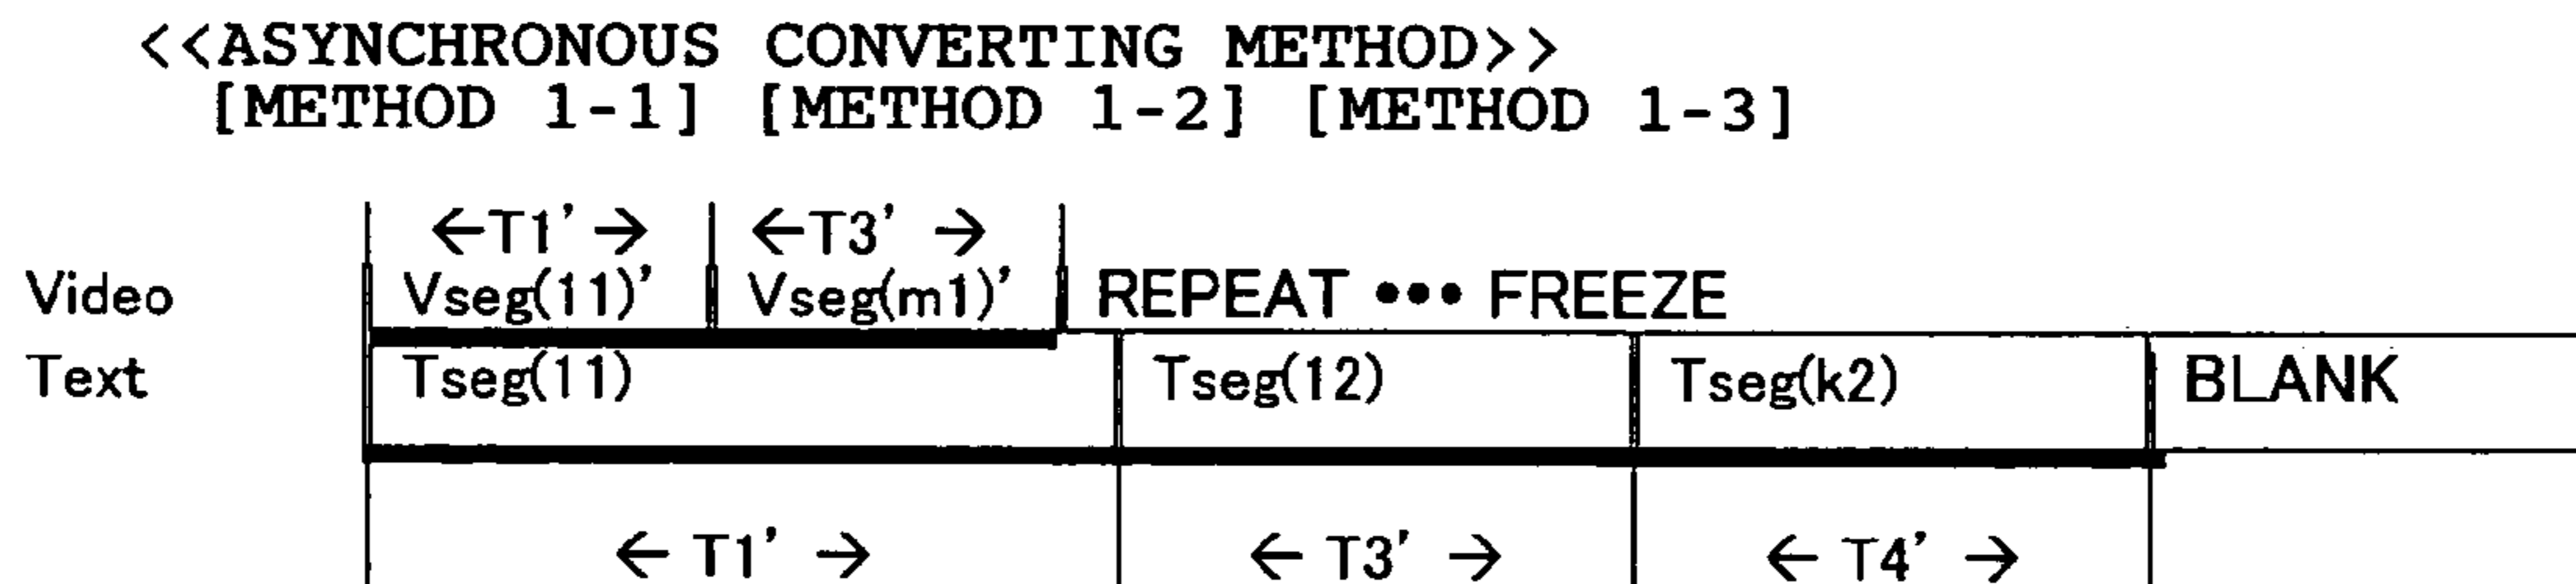 <<ASYNCHRONOUS CONVERTING METHOD>>
[METHOD 1-1] [METHOD 1-2] [METHOD 1-3]
←T1'→ ←T3' →
Video Vseg(11)' Vseg(m1)' REPEAT ••• FREEZE
Text Tseg(11) Tseg(12) Tseg(k2) BLANK
← T1' → ← T3' → ← T4' →